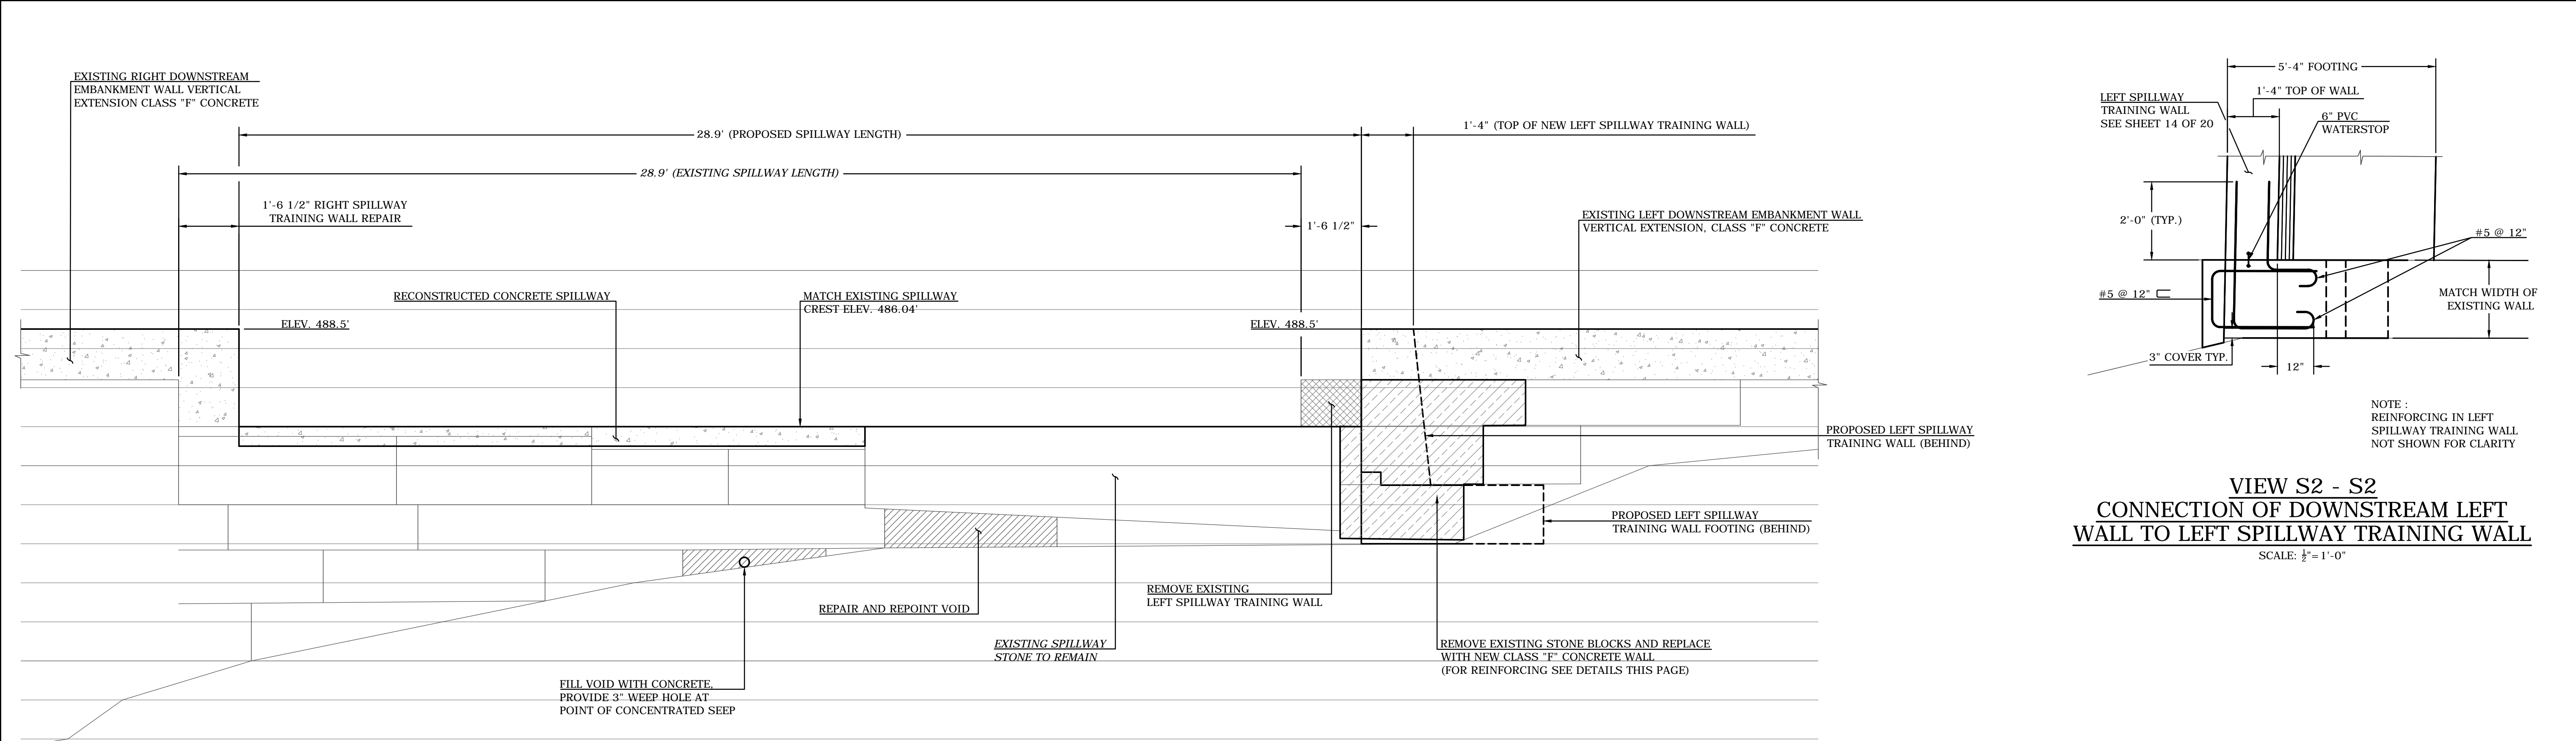 EXISTING RIGHT DOWNSTREAM
EMBANKMENT WALL VERTICAL
EXTENSION CLASS "F" CONCRETE
28.9' (PROPOSED SPILLWAY LENGTH)
1'-4" (TOP OF NEW LEFT SPILLWAY TRAINING WALL)
28.9' (EXISTING SPILLWAY LENGTH)
1'-6 1/2" RIGHT SPILLWAY
TRAINING WALL REPAIR
1'-6 1/2"
EXISTING LEFT DOWNSTREAM EMBANKMENT WALL
VERTICAL EXTENSION, CLASS "F" CONCRETE
RECONSTRUCTED CONCRETE SPILLWAY
MATCH EXISTING SPILLWAY
CREST ELEV. 486.04'
ELEV. 488.5'
ELEV. 488.5'
PROPOSED LEFT SPILLWAY
TRAINING WALL (BEHIND)
PROPOSED LEFT SPILLWAY
TRAINING WALL FOOTING (BEHIND)
REMOVE EXISTING
LEFT SPILLWAY TRAINING WALL
REPAIR AND REPOINT VOID
EXISTING SPILLWAY
STONE TO REMAIN
REMOVE EXISTING STONE BLOCKS AND REPLACE
WITH NEW CLASS "F" CONCRETE WALL
(FOR REINFORCING SEE DETAILS THIS PAGE)
FILL VOID WITH CONCRETE,
PROVIDE 3" WEEP HOLE AT
POINT OF CONCENTRATED SEEP
5'-4" FOOTING
1'-4" TOP OF WALL
LEFT SPILLWAY
TRAINING WALL
SEE SHEET 14 OF 20
6" PVC
WATERSTOP
2'-0" (TYP.)
#5 @ 12"
#5 @ 12"
MATCH WIDTH OF
EXISTING WALL
3" COVER TYP.
12"
NOTE :
REINFORCING IN LEFT
SPILLWAY TRAINING WALL
NOT SHOWN FOR CLARITY
VIEW S2 - S2
CONNECTION OF DOWNSTREAM LEFT
WALL TO LEFT SPILLWAY TRAINING WALL
SCALE: 1/2"=1'-0"